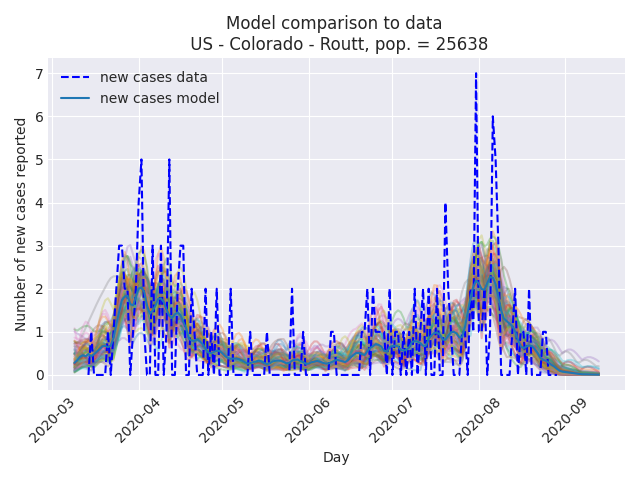 Model comparison to data
US - Colorado - Routt, pop. = 25638
new cases data
new cases model
Number of new cases reported
7
6
5
4
3
2
1
0
2020-03
2020-04
2020-05
2020-06
2020-07
2020-08
2020-09
Day